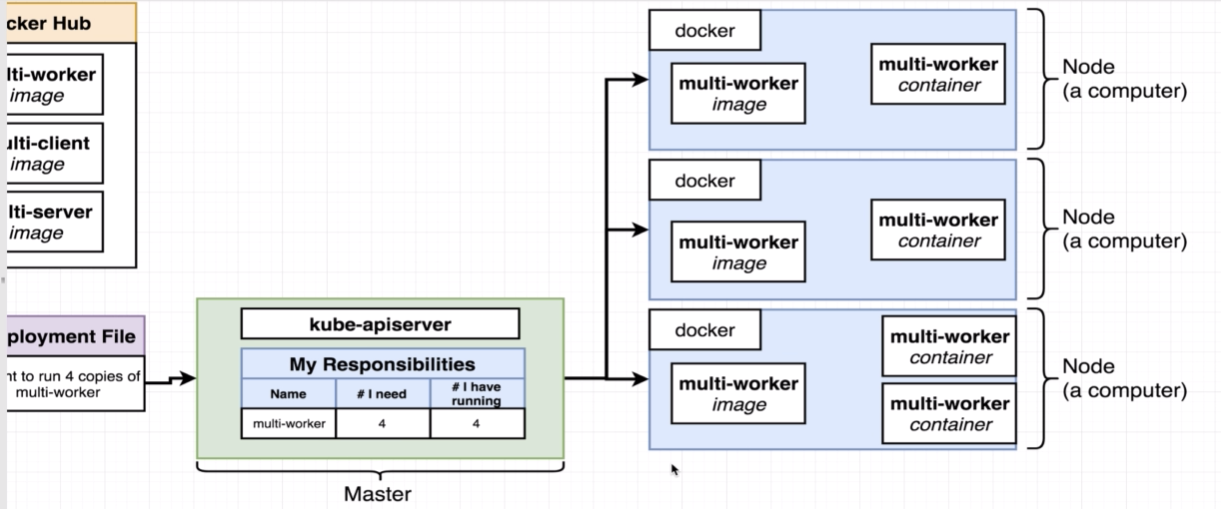 cker Hub
lti-worker
image
ulti-client
image
lti-server
image
ployment File
nt to run 4 copies of
multi-worker
kube-apiserver
My Responsibilities
Name # I need # I have running
multi-worker 4 4
Master
docker
multi-worker
image
multi-worker
container
Node
(a computer)
docker
multi-worker
image
multi-worker
container
Node
(a computer)
docker
multi-worker
image
multi-worker
container
multi-worker
container
Node
(a computer)